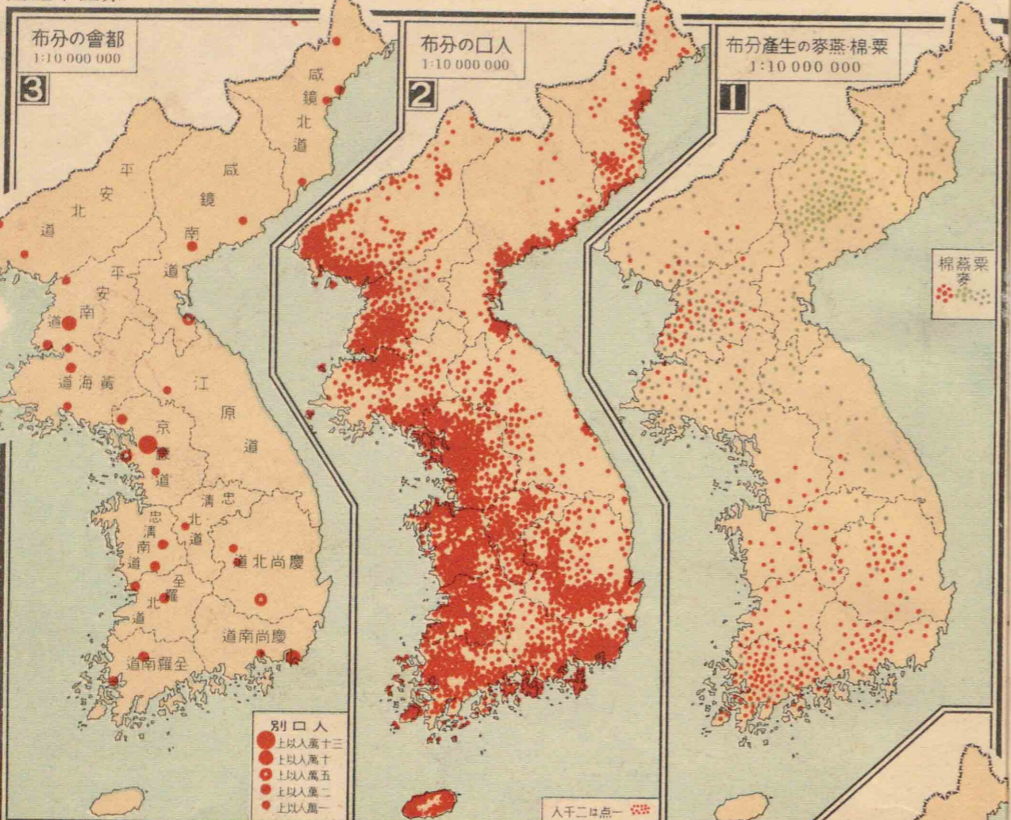 粟·棉·燕麥の生產分布
1:10 000 000
1
粟
燕麥
棉
人口の分布
1:10 000 000
2
一点は二千人
都會の分布
1:10 000 000
3
咸鏡北道
咸鏡南道
平安北道
平安南道
黃海道
江原道
京畿道
忠淸北道
忠淸南道
慶尚北道
全羅北道
慶尚南道
全羅南道
人口別
三十萬人以上
十萬人以上
五萬人以上
二萬人以上
一萬人以上